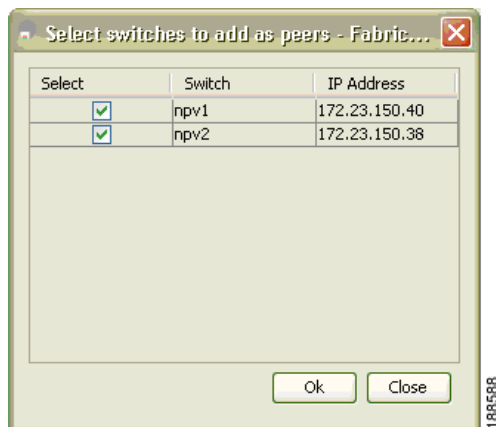 Select switches to add as peers - Fabric...
Select Switch IP Address
npv1 172.23.150.40
npv2 172.23.150.38
Ok Close
188588